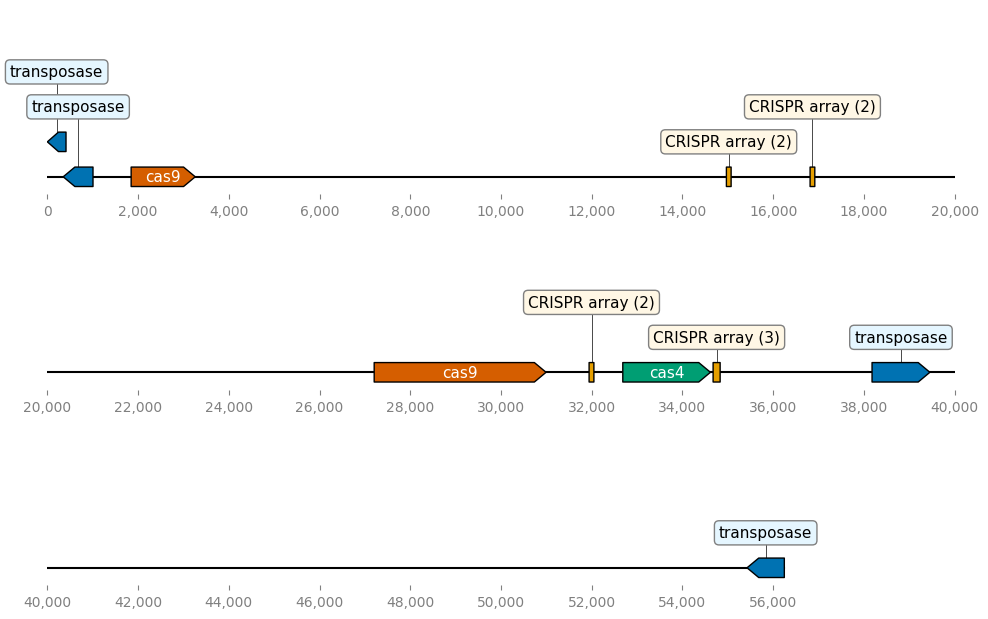 transposase
transposase
CRISPR array (2)
CRISPR array (2)
cas9
0 2,000 4,000 6,000 8,000 10,000 12,000 14,000 16,000 18,000 20,000
CRISPR array (2)
CRISPR array (3)
transposase
cas9
cas4
20,000 22,000 24,000 26,000 28,000 30,000 32,000 34,000 36,000 38,000 40,000
transposase
40,000 42,000 44,000 46,000 48,000 50,000 52,000 54,000 56,000